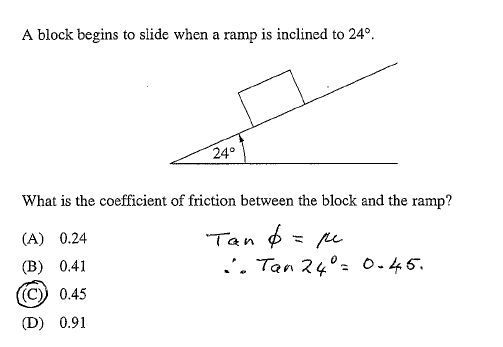 A block begins to slide when a ramp is inclined to 24°.
24°
What is the coefficient of friction between the block and the ramp?
(A) 0.24
(B) 0.41
(C) 0.45
(D) 0.91
Tan ϕ = μ
∴ Tan 24° = 0.45.